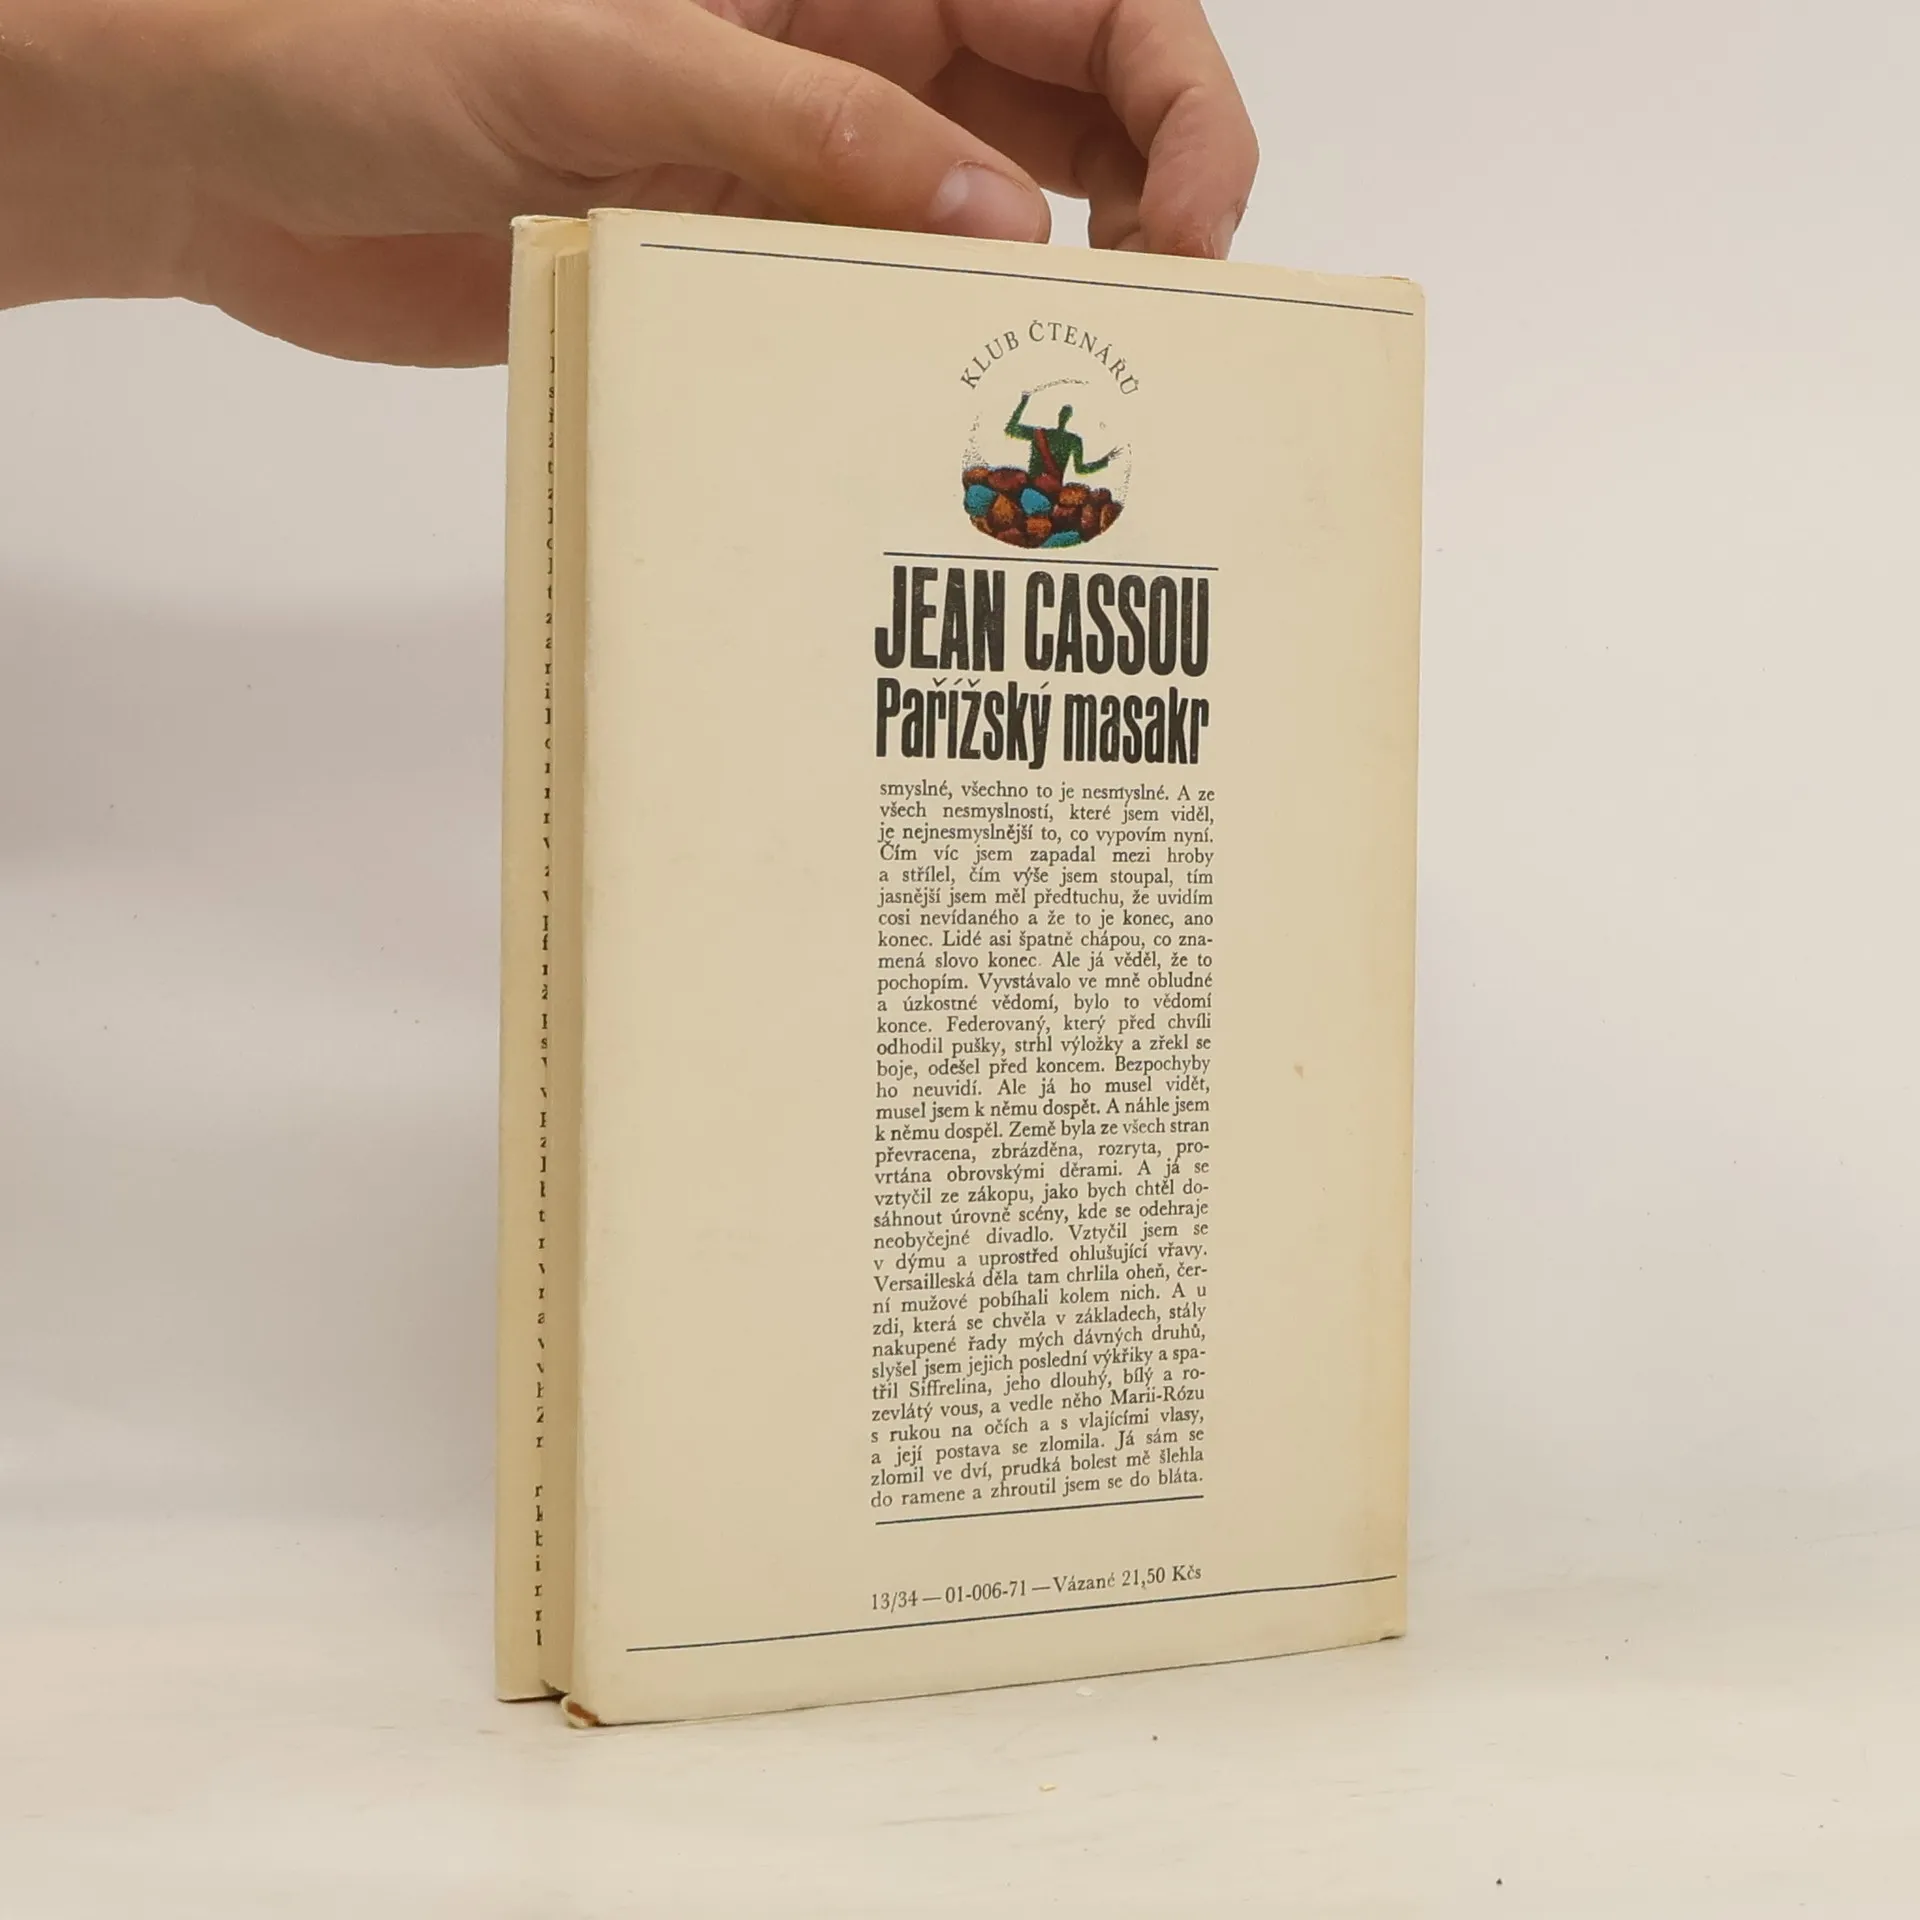 KLUB ČTENÁŘŮ
JEAN CASSOU
Pařížský masakr
smyslné, všechno to je nesmyslné. A ze
všech nesmyslností, které jsem viděl,
je nejnesmyslnější to, co vypovím nyní.
Čím víc jsem zapadal mezi hroby
a střílel, čím výše jsem stoupal, tím
jasnější jsem měl předtuchu, že uvidím
cosi nevídaného a že to je konec, ano
konec. Lidé asi špatně chápou, co zna-
mená slovo konec. Ale já věděl, že to
pochopím. Vyvstávalo ve mně obludné
a úzkostné vědomí, bylo to vědomí
konce. Federovaný, který před chvíli
odhodil pušky, strhl výložky a zřekl se
boje, odešel před koncem. Bezpochyby
ho neuvidí. Ale já ho musel vidět,
musel jsem k němu dospět. A náhle jsem
k němu dospěl. Země byla ze všech stran
převracena, zbrázděna, rozryta, pro-
vrtána obrovskými děrami. A já se
vztyčil ze zákopu, jako bych chtěl do-
sáhnout úrovně scény, kde se odehraje
neobyčejné divadlo. Vztyčil jsem se
v dýmu a uprostřed ohlušující vřavy.
Versailleská děla tam chrlila oheň, čer-
ní mužové pobíhali kolem nich. A u
zdi, která se chvěla v základech, stály
nakupené řady mých dávných druhů,
slyšel jsem jejich poslední výkřiky a spa-
třil Siffrelina, jeho dlouhý, bílý a ro-
zevlátý vous, a vedle něho Marii-Rózu
s rukou na očích a s vlajícími vlasy,
a její postava se zlomila. Já sám se
zlomil ve dví, prudká bolest mě šlehla
do ramene a zhroutil jsem se do bláta.
13/34 — 01-006-71 — Vázané 21,50 Kčs